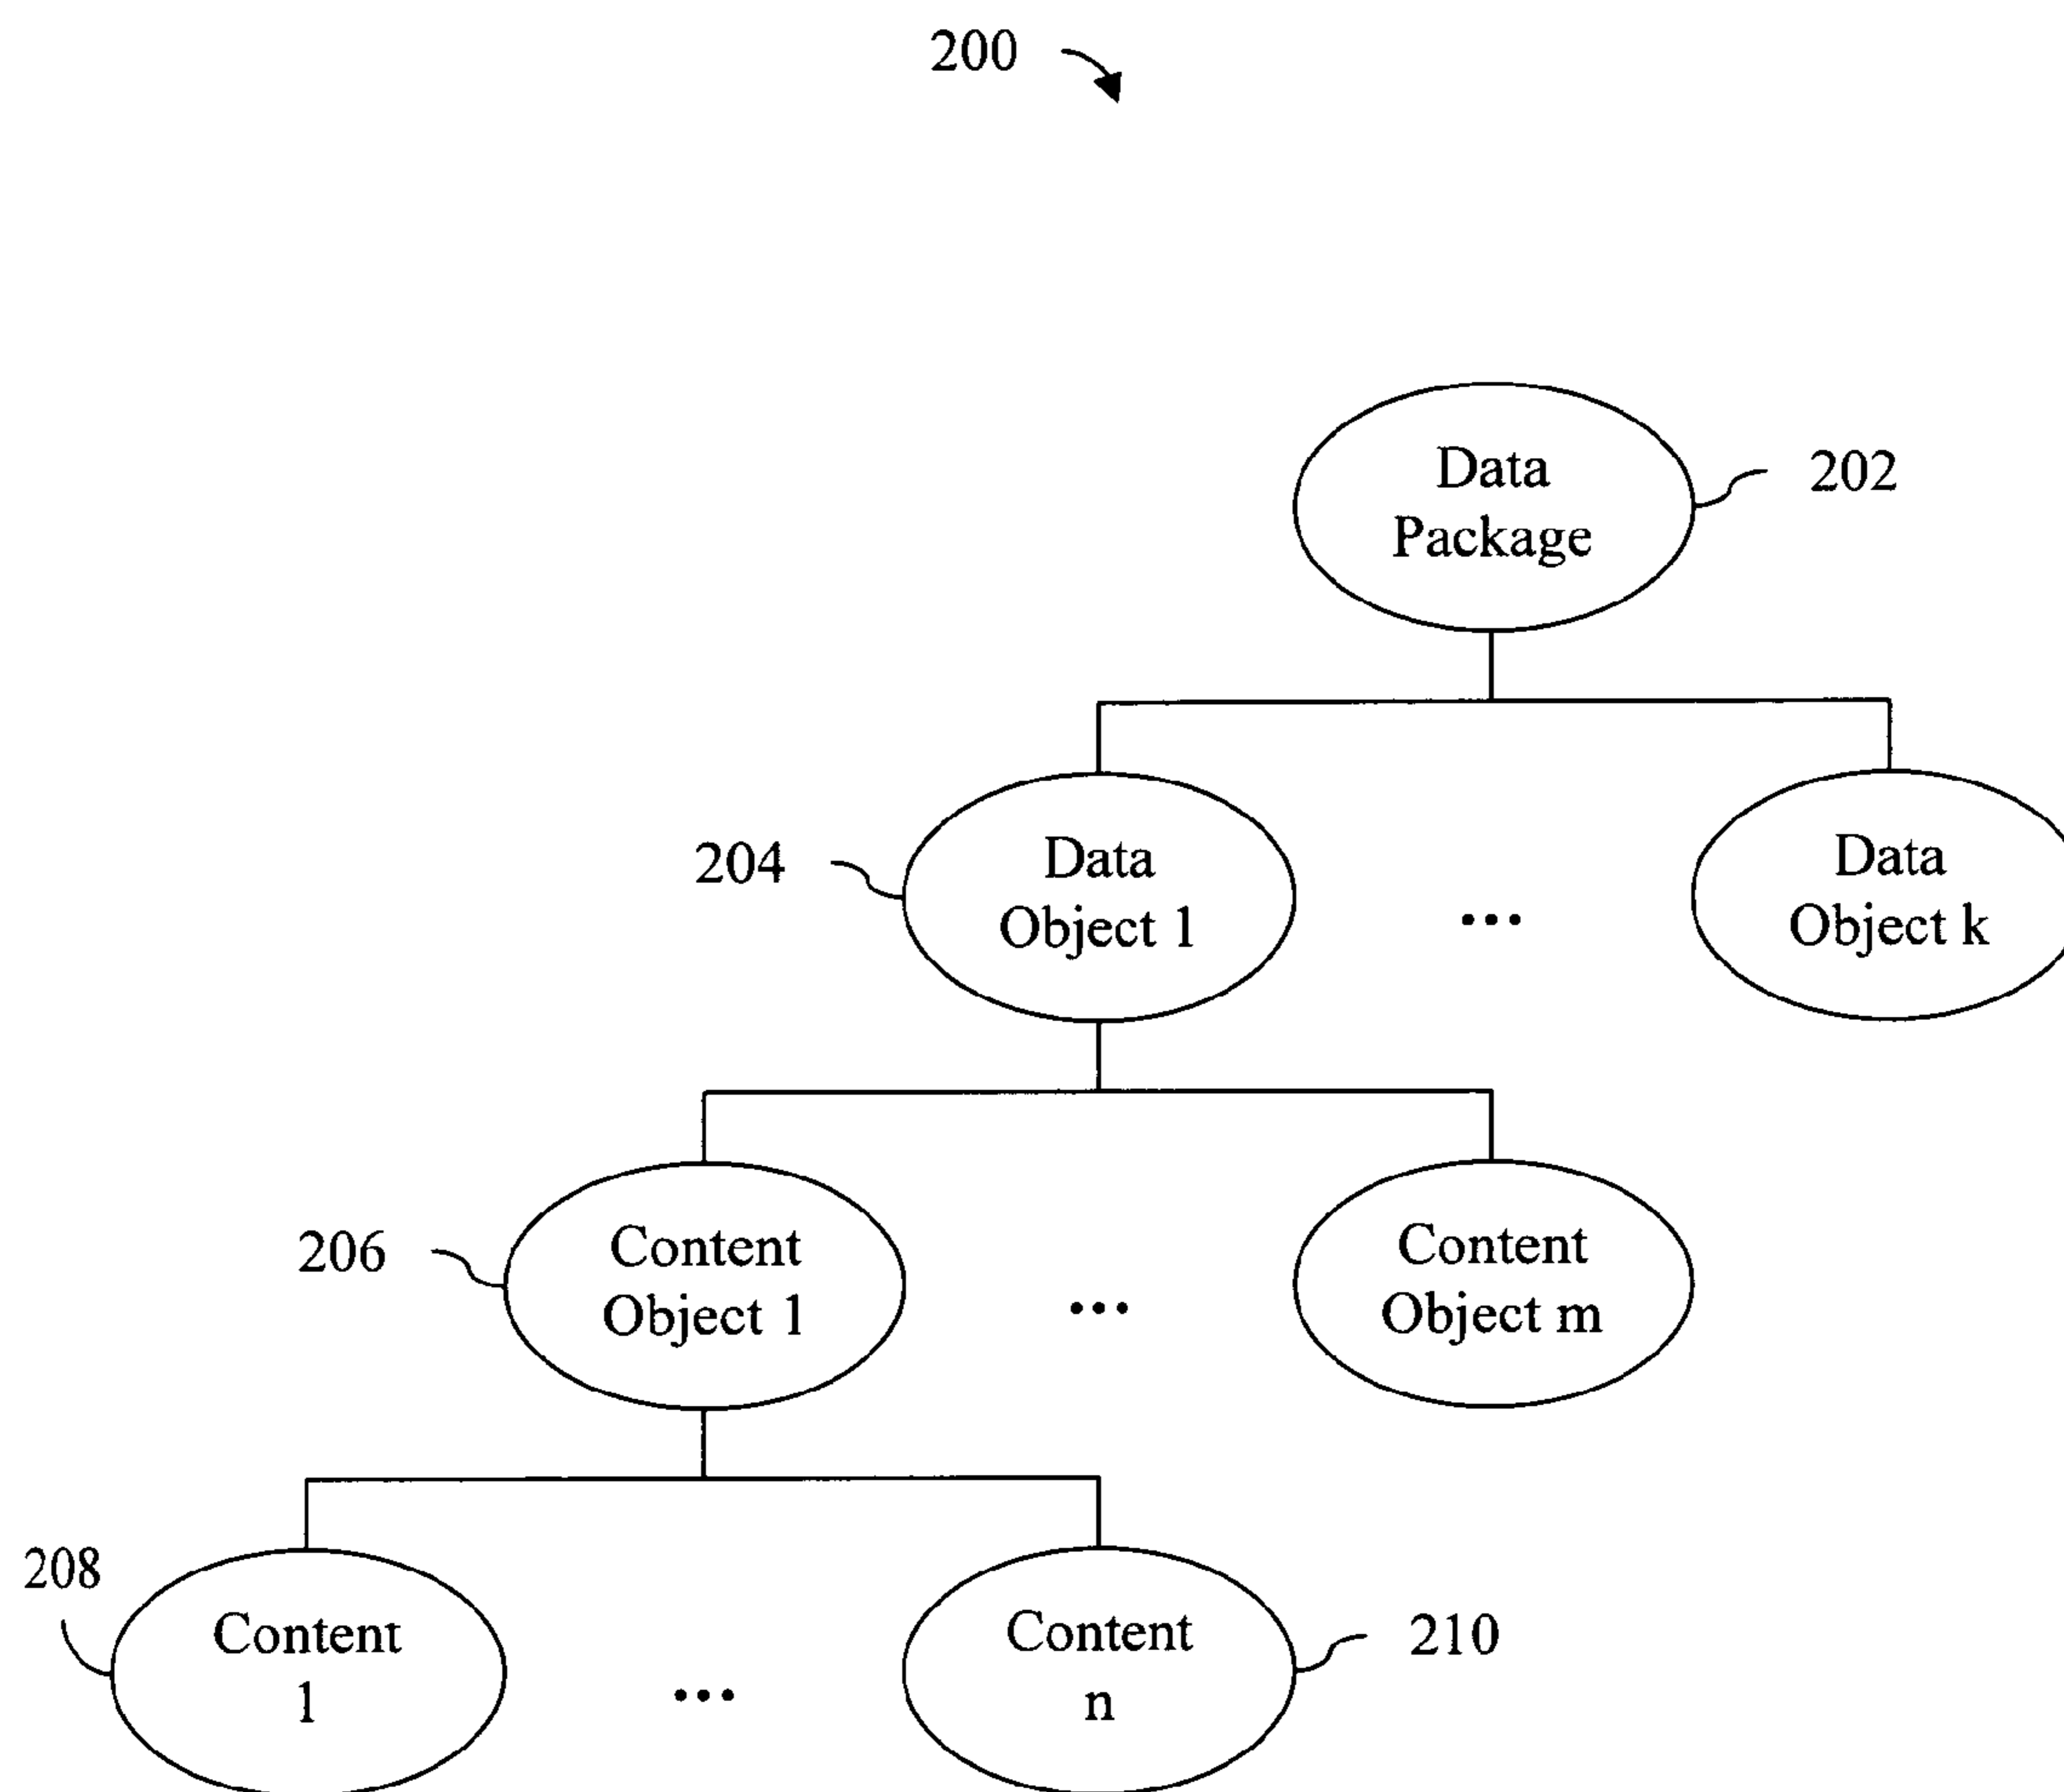 200
Data
Package
202
204
Data
Object 1
...
Data
Object k
206
Content
Object 1
...
Content
Object m
208
Content
1
...
Content
n
210